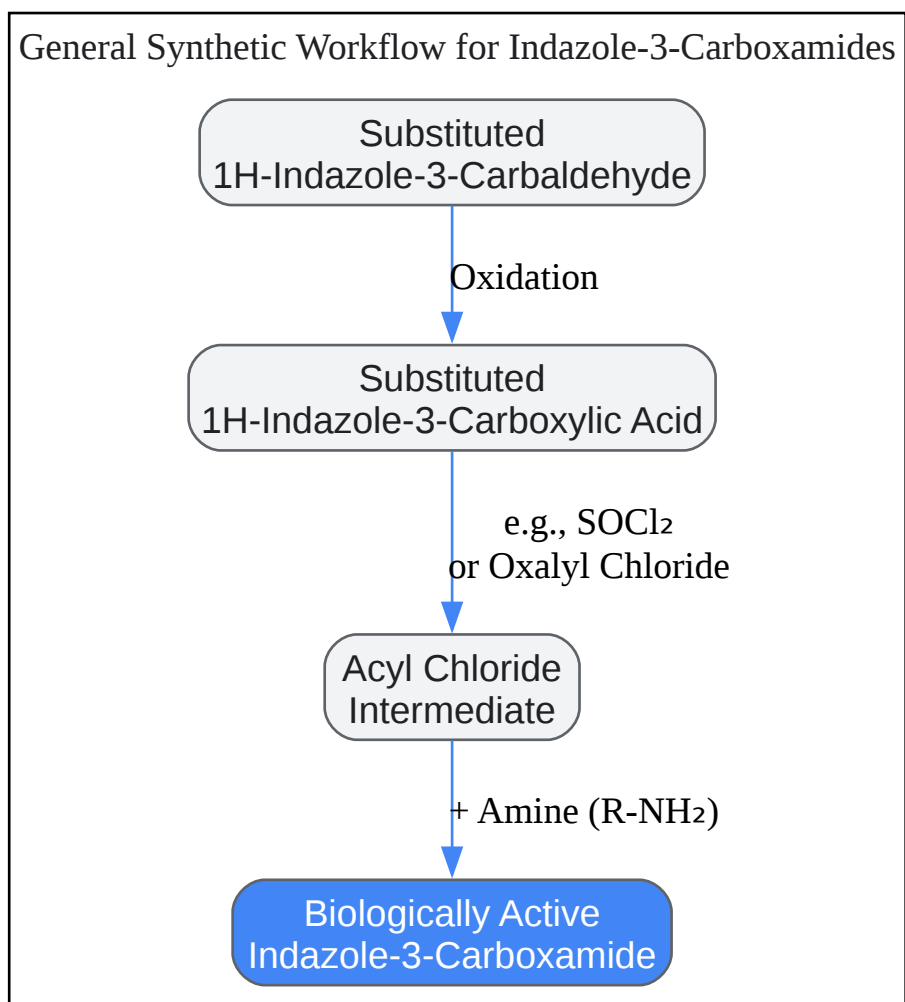 General Synthetic Workflow for Indazole-3-Carboxamides
Substituted
1H-Indazole-3-Carbaldehyde
Oxidation
Substituted
1H-Indazole-3-Carboxylic Acid
e.g., SOCl₂
or Oxalyl Chloride
Acyl Chloride
Intermediate
+ Amine (R-NH₂)
Biologically Active
Indazole-3-Carboxamide